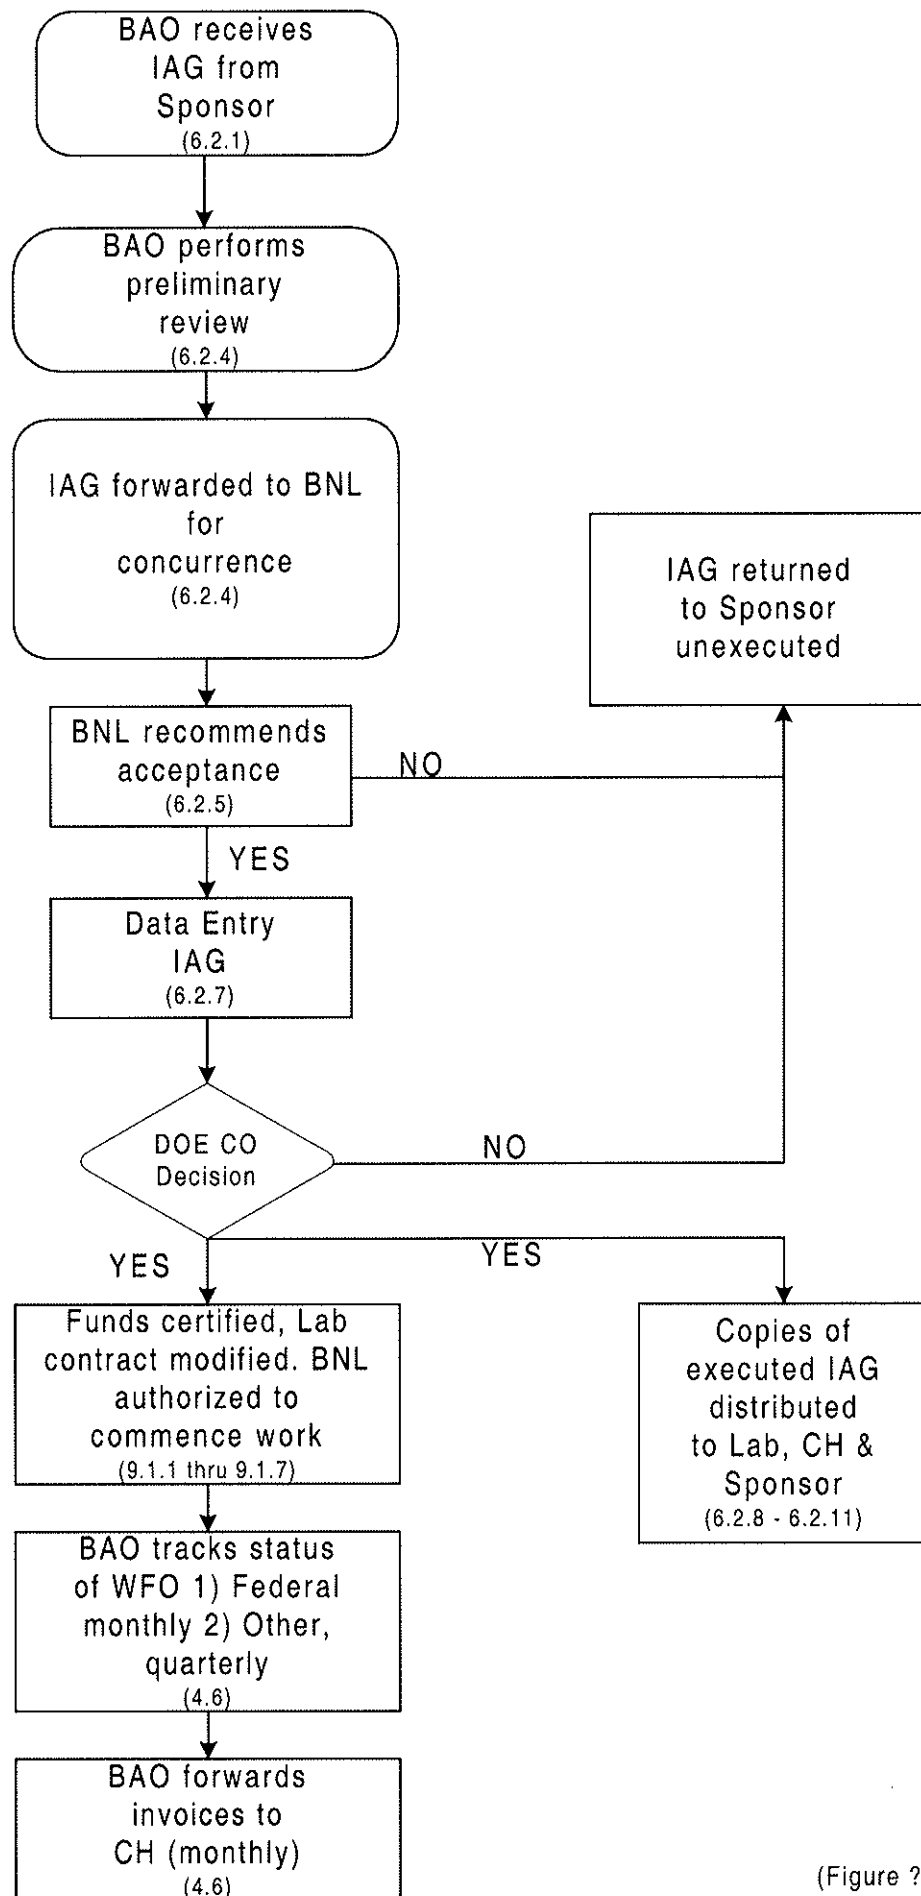 BAO receives
IAG from
Sponsor
(6.2.1)
BAO performs
preliminary
review
(6.2.4)
IAG forwarded to BNL
for
concurrence
(6.2.4)
IAG returned
to Sponsor
unexecuted
BNL recommends
acceptance
(6.2.5)
NO
YES
Data Entry
IAG
(6.2.7)
DOE CO
Decision
NO
YES
YES
Funds certified, Lab
contract modified. BNL
authorized to
commence work
(9.1.1 thru 9.1.7)
Copies of
executed IAG
distributed
to Lab, CH &
Sponsor
(6.2.8 - 6.2.11)
BAO tracks status
of WFO 1) Federal
monthly 2) Other,
quarterly
(4.6)
BAO forwards
invoices to
CH (monthly)
(4.6)
(Figure ?